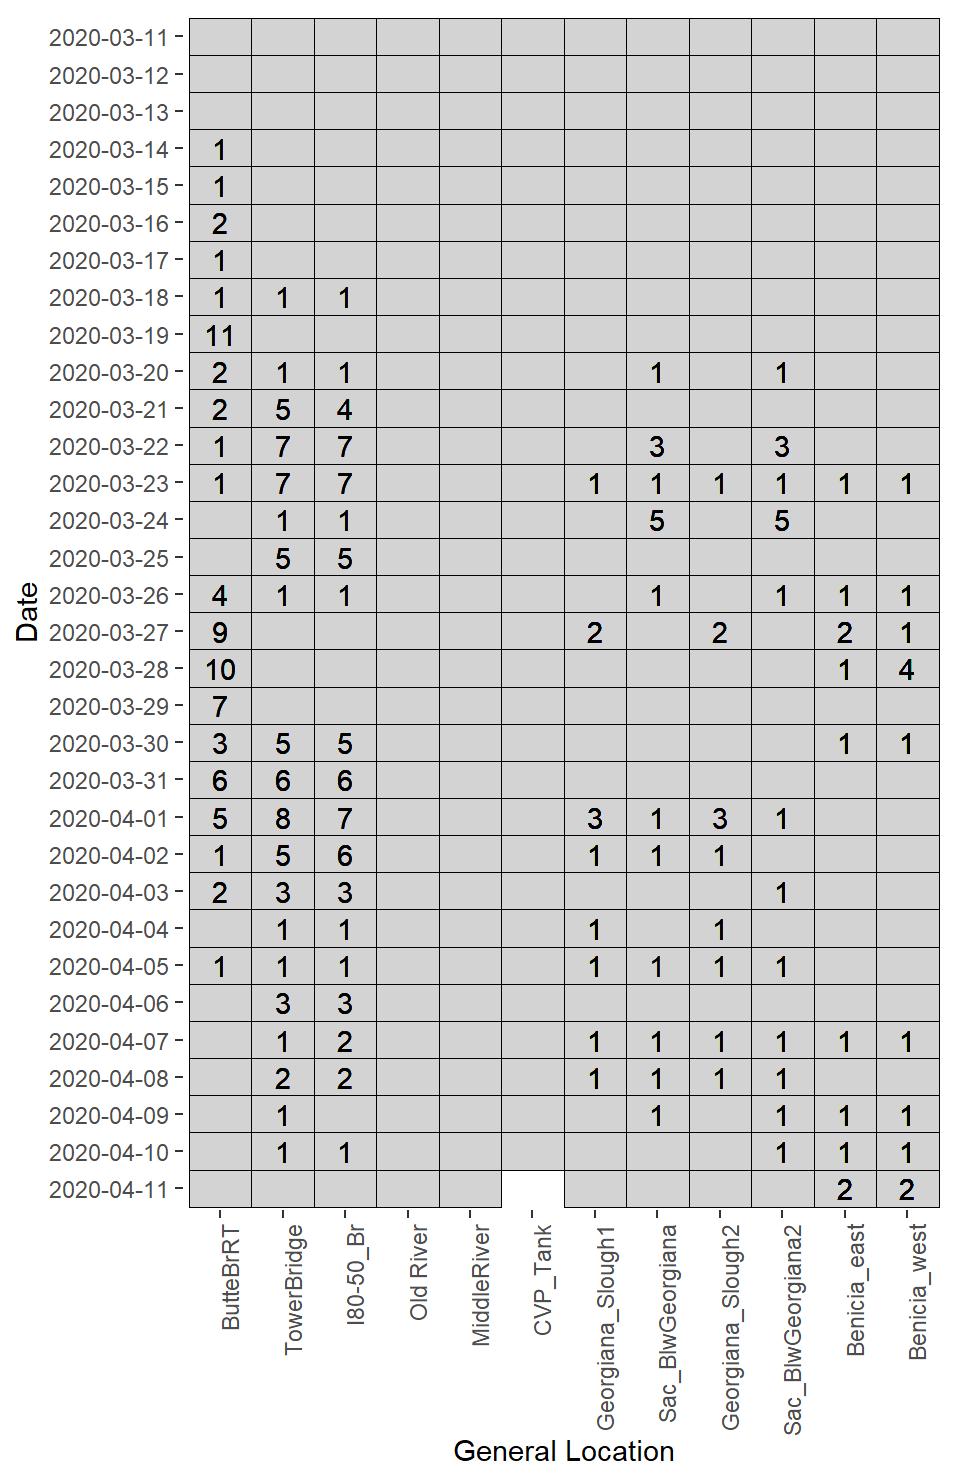 2020-03-11
2020-03-12
2020-03-13
2020-03-14 1
2020-03-15 1
2020-03-16 2
2020-03-17 1
2020-03-18 1 1 1
2020-03-19 11
2020-03-20 2 1 1 1 1
2020-03-21 2 5 4
2020-03-22 1 7 7 3 3
2020-03-23 1 7 7 1 1 1 1 1 1
2020-03-24 1 1 5 5
2020-03-25 5 5
2020-03-26 4 1 1 1 1 1 1
2020-03-27 9 2 2 2 1
2020-03-28 10 1 4
2020-03-29 7
2020-03-30 3 5 5 1 1
2020-03-31 6 6 6
2020-04-01 5 8 7 3 1 3 1
2020-04-02 1 5 6 1 1 1
2020-04-03 2 3 3 1
2020-04-04 1 1 1 1
2020-04-05 1 1 1 1 1 1 1
2020-04-06 3 3
2020-04-07 1 2 1 1 1 1 1 1
2020-04-08 2 2 1 1 1 1
2020-04-09 1 1 1 1 1
2020-04-10 1 1 1 1 1
2020-04-11 2 2
Date
ButteBrRT
TowerBridge
I80-50_Br
Old River
MiddleRiver
CVP_Tank
Georgiana_Slough1
Sac_BlwGeorgiana
Georgiana_Slough2
Sac_BlwGeorgiana2
Benicia_east
Benicia_west
General Location